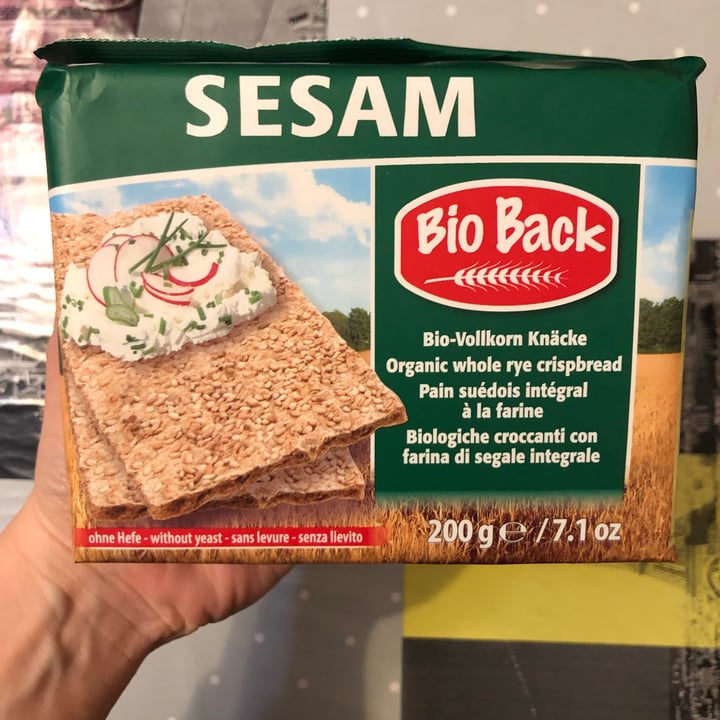 SESAM
Bio Back
Bio-Vollkorn Knäcke
Organic whole rye crispbread
Pain suédois intégral
à la farine
Biologiche croccanti con
farina di segale integrale
ohne Hefe - without yeast - sans levure - senza lievito
200 g ℮ / 7.1 oz